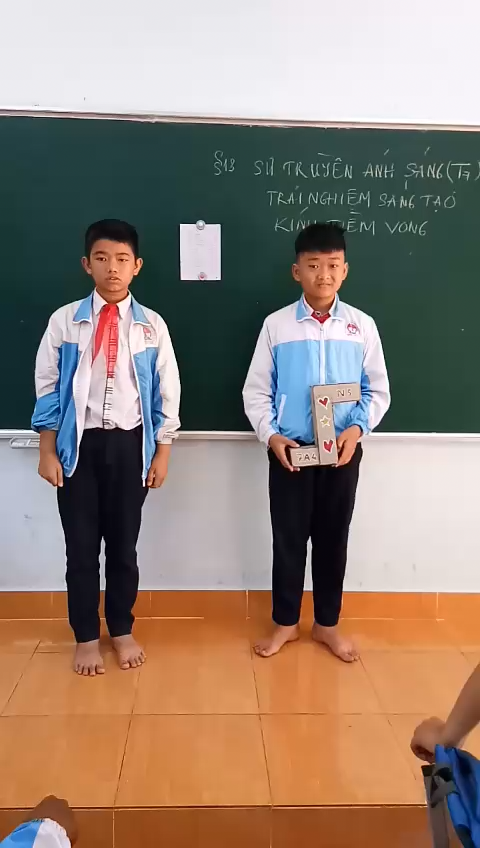 §13 SỰ TRUYỀN ÁNH SÁNG (T7)
TRẢI NGHIỆM SÁNG TẠO
KÍNH TIỀM VỌNG
N5
7A4